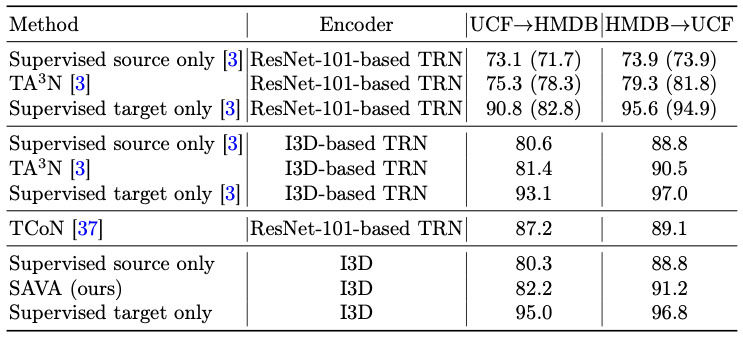 Method Encoder UCF→HMDB HMDB→UCF
Supervised source only [3] ResNet-101-based TRN 73.1 (71.7) 73.9 (73.9)
TA³N [3] ResNet-101-based TRN 75.3 (78.3) 79.3 (81.8)
Supervised target only [3] ResNet-101-based TRN 90.8 (82.8) 95.6 (94.9)
Supervised source only [3] I3D-based TRN 80.6 88.8
TA³N [3] I3D-based TRN 81.4 90.5
Supervised target only [3] I3D-based TRN 93.1 97.0
TCoN [37] ResNet-101-based TRN 87.2 89.1
Supervised source only I3D 80.3 88.8
SAVA (ours) I3D 82.2 91.2
Supervised target only I3D 95.0 96.8